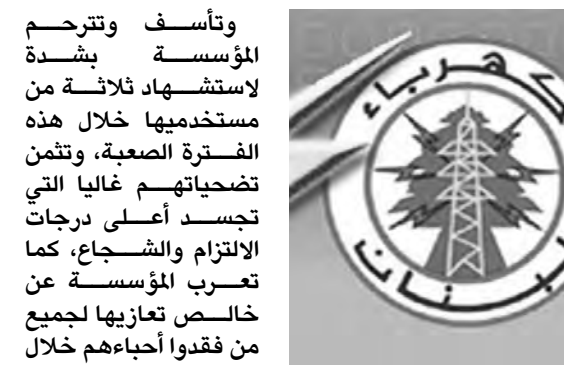 وتأسف وتترحم
المؤسسة بشدة
لاستشهاد ثلاثة من
مستخدميها خلال هذه
الفترة الصعبة، وتثمن
تضحياتهم غاليا التي
تجسد أعلى درجات
الالتزام والشجاع، كما
تعرب المؤسسة عن
خالص تعازيها لجميع
من فقدوا أحباءهم خلال
كهرباء
لبنان